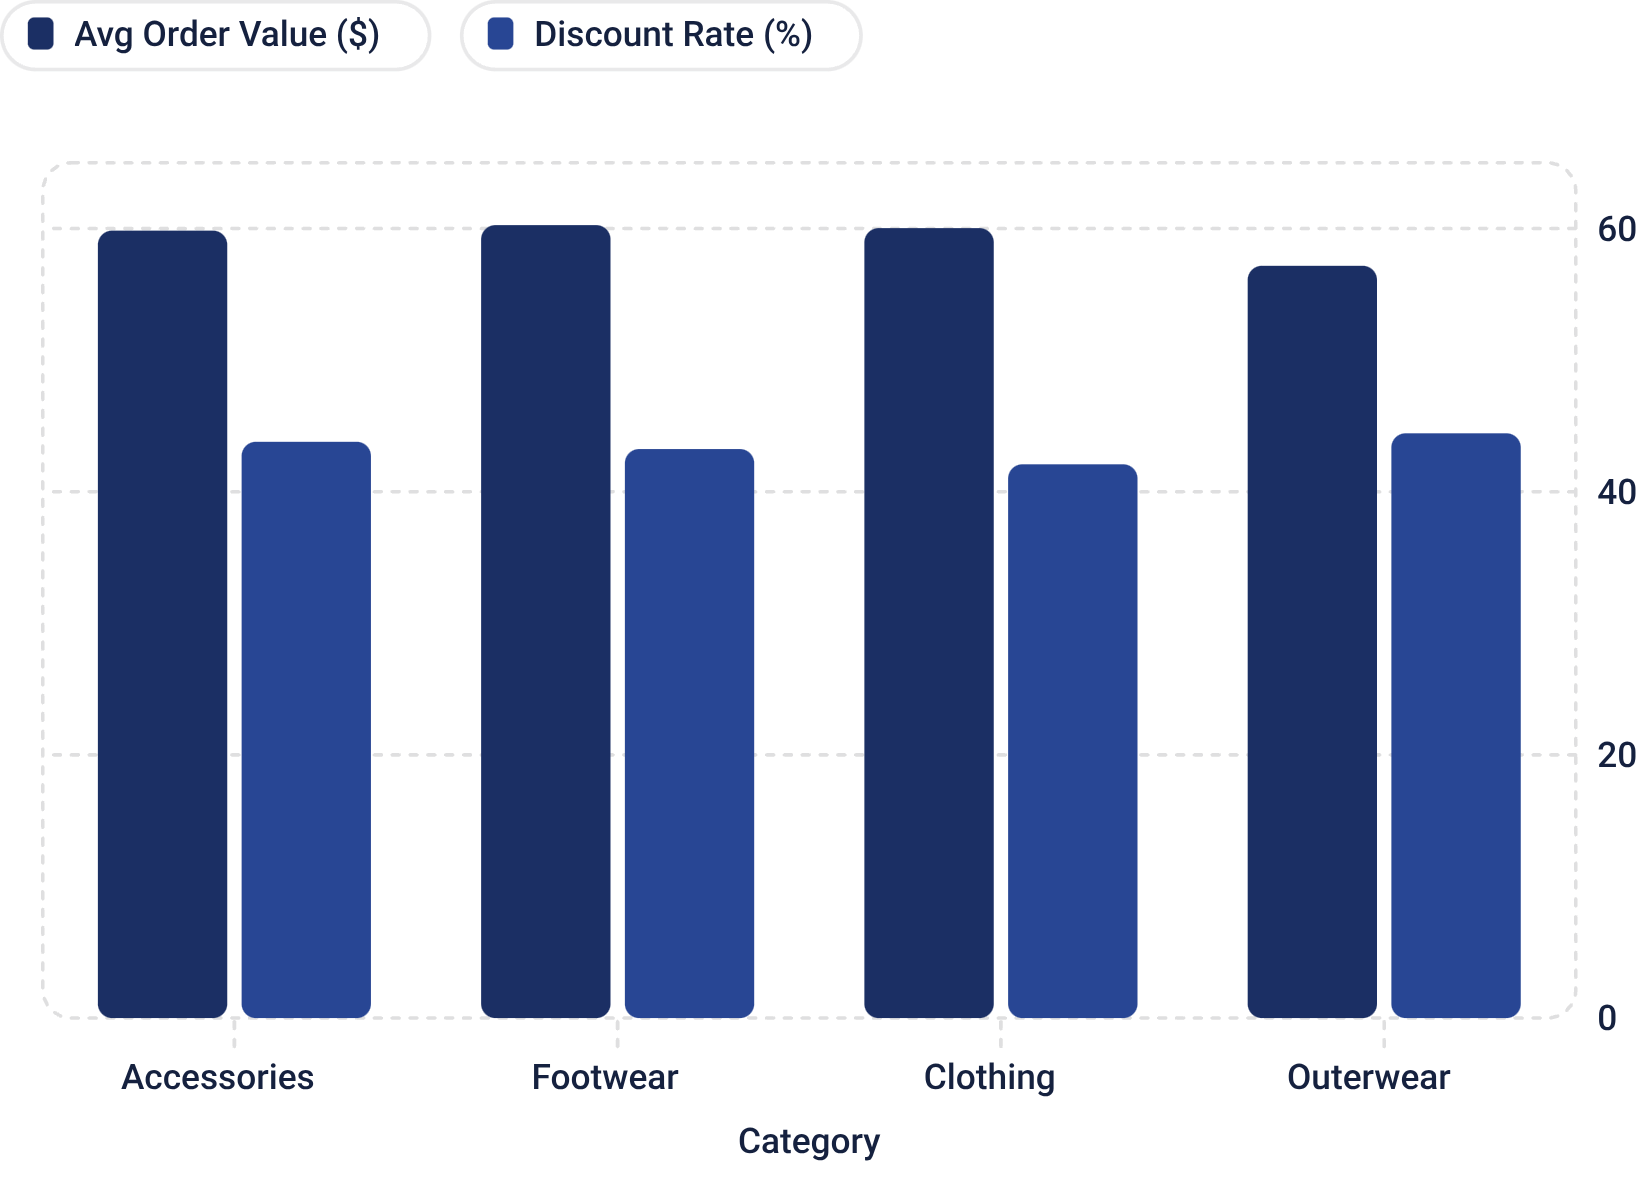 Avg Order Value ($)
Discount Rate (%)
60
40
20
0
Accessories
Footwear
Clothing
Outerwear
Category